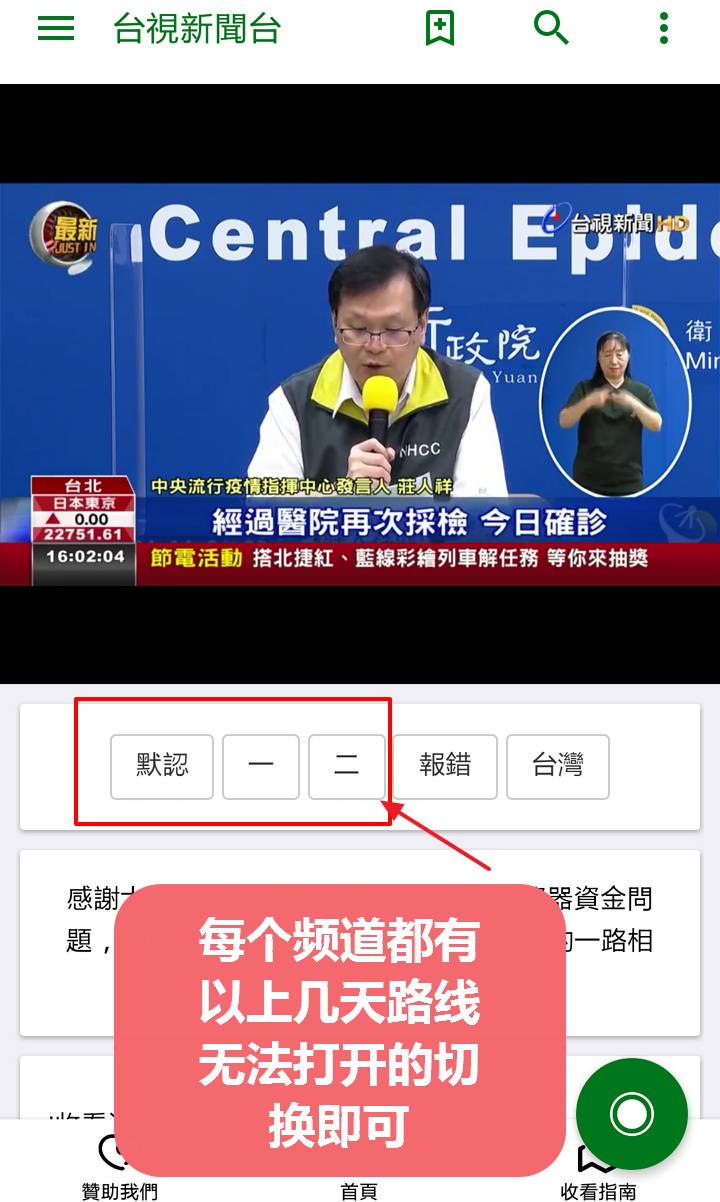 台視新聞台
最新
JUST IN
Central Epide
台視新聞HD
行政院
Yuan
衛
Min
NHCC
台北
日本東京
▲ 0.00
22751.61
16:02:04
中央流行疫情指揮中心發言人 莊人祥
經過醫院再次採檢 今日確診
節電活動 搭北捷紅、藍線彩繪列車解任務 等你來抽獎
默認 一 二 報錯 台灣
感謝 器資金問
題， 的一路相
每个频道都有
以上几天路线
无法打开的切
换即可
收看
贊助我們 首頁 收看指南